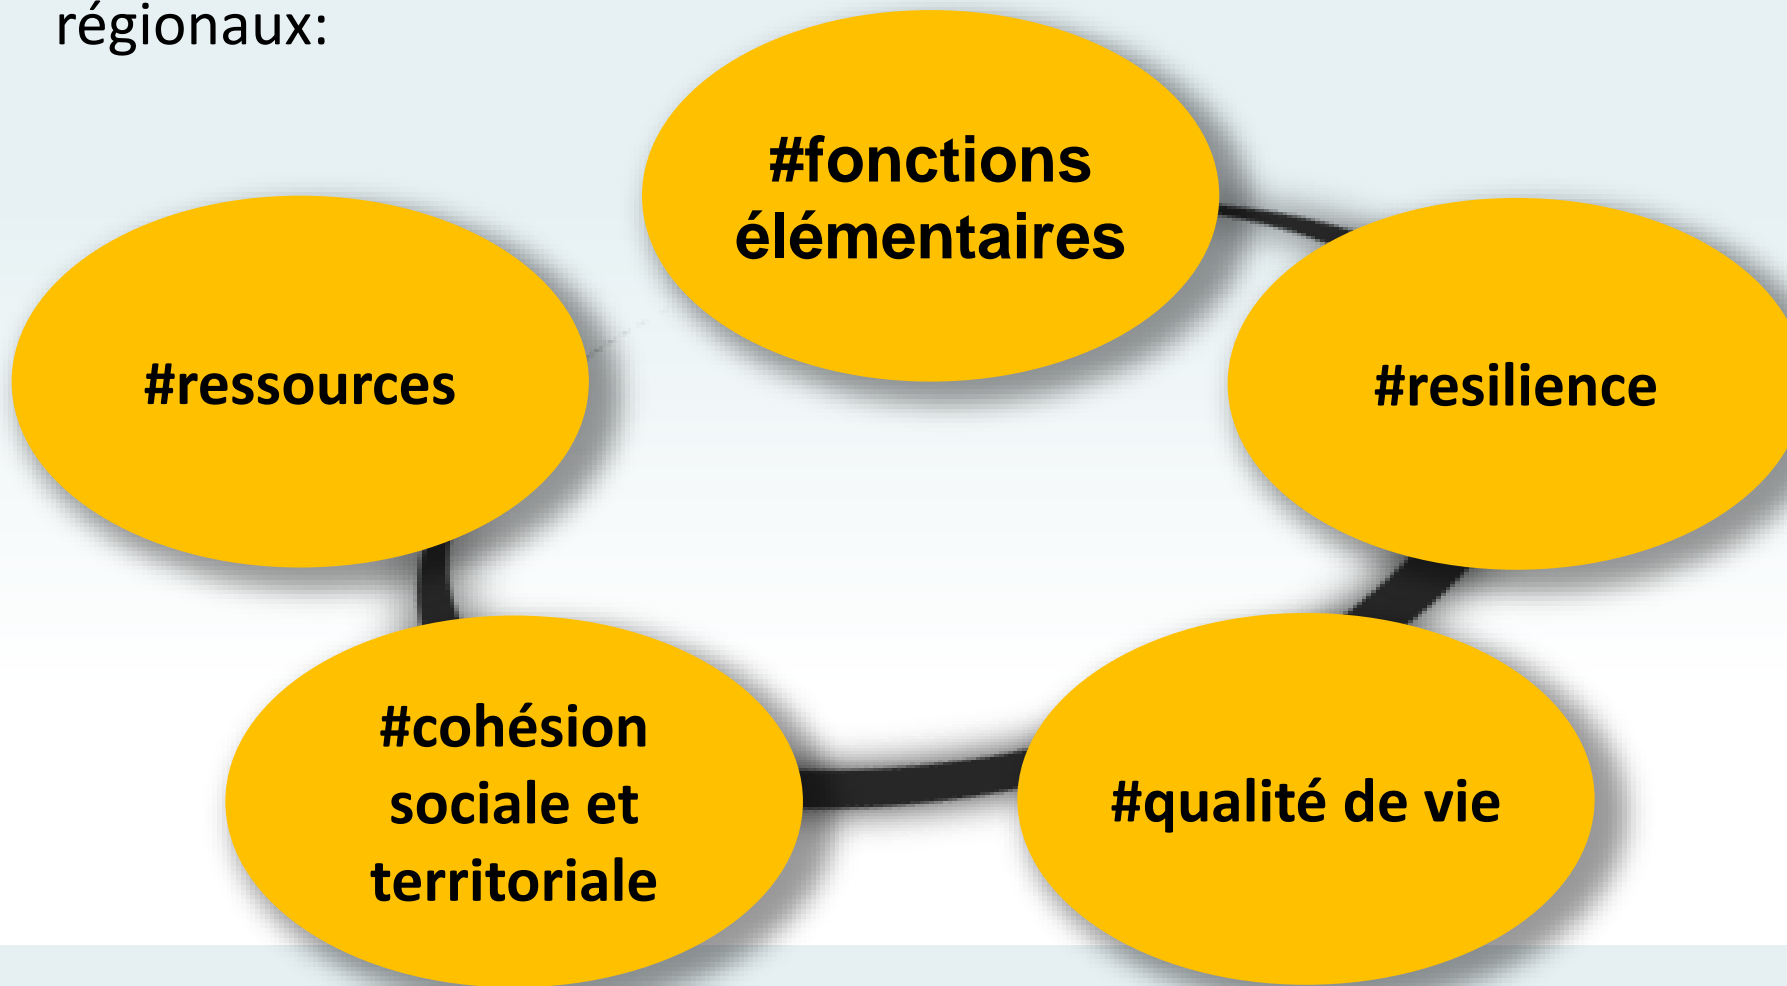 régionaux:
#fonctions
élémentaires
#ressources
#resilience
#cohésion
sociale et
territoriale
#qualité de vie